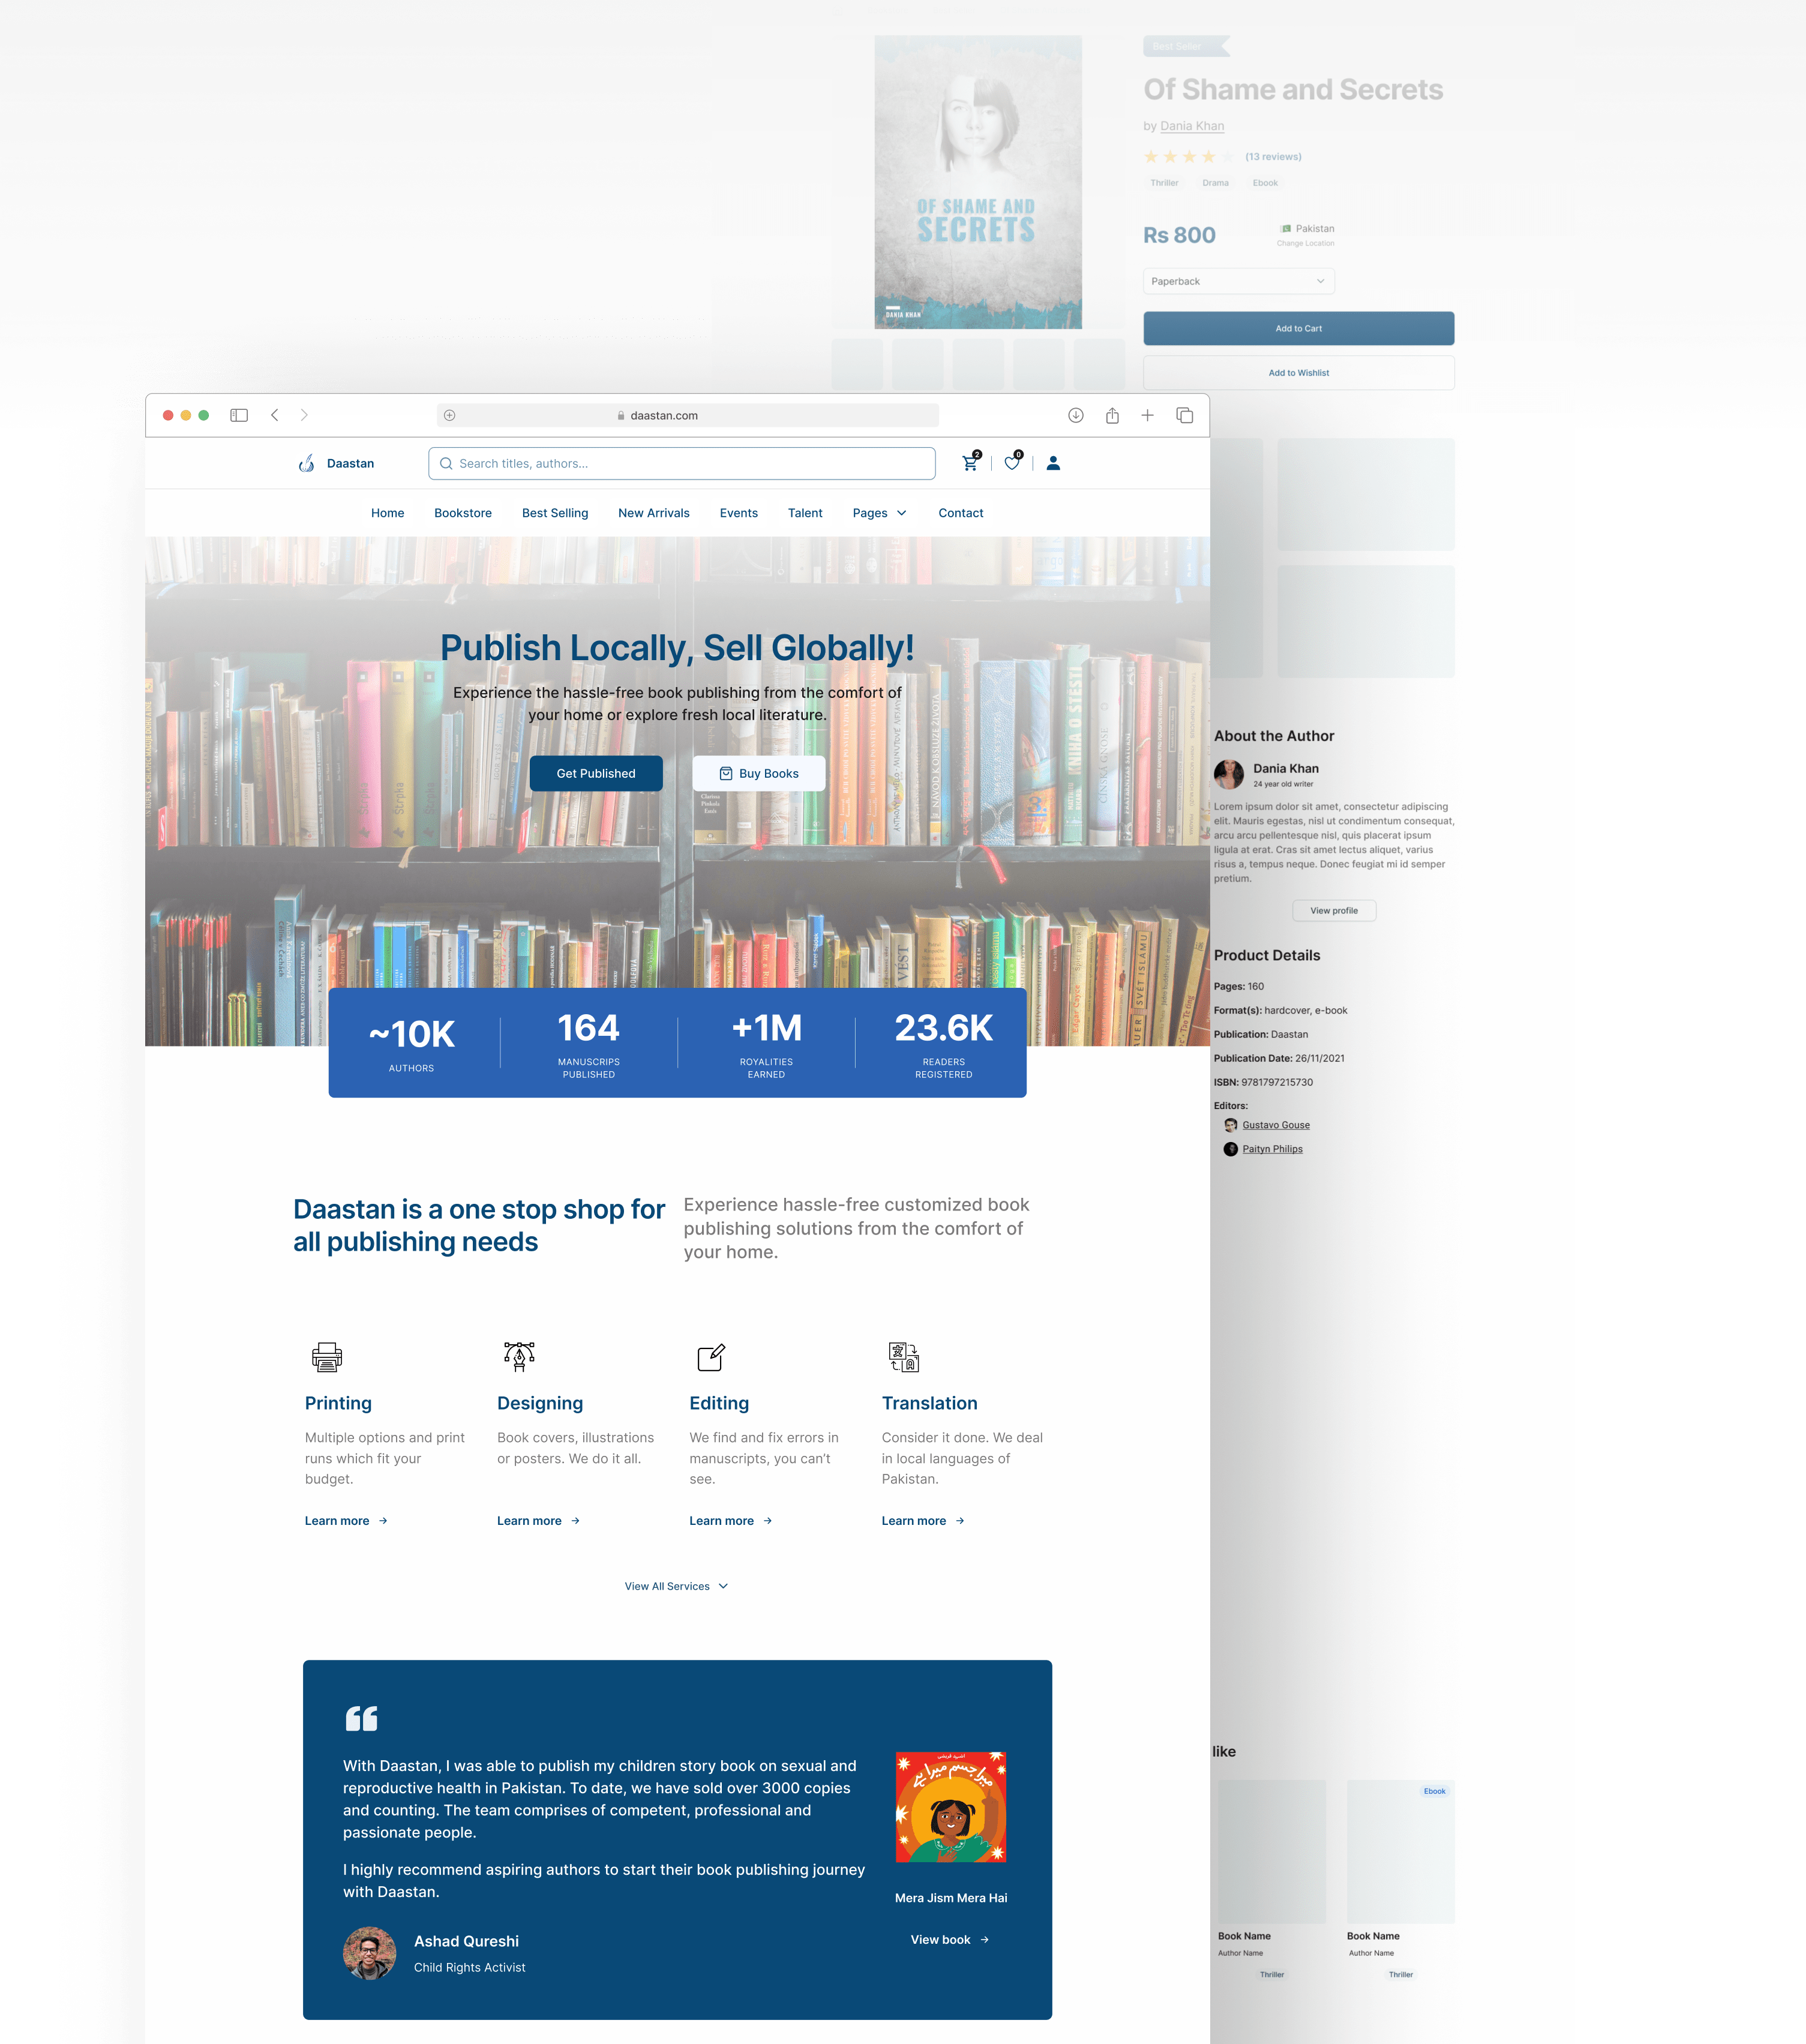 Best Seller
Of Shame and Secrets
by Dania Khan
(13 reviews)
Thriller Drama Ebook
Rs 800
Pakistan
Change Location
Paperback
Add to Cart
Add to Wishlist
OF SHAME AND
SECRETS
DANIA KHAN
daastan.com
Daastan
Search titles, authors...
2
0
Home Bookstore Best Selling New Arrivals Events Talent Pages Contact
Publish Locally, Sell Globally!
Experience the hassle-free book publishing from the comfort of
your home or explore fresh local literature.
Get Published
Buy Books
~10K
AUTHORS
164
MANUSCRIPS
PUBLISHED
+1M
ROYALITIES
EARNED
23.6K
READERS
REGISTERED
Daastan is a one stop shop for
all publishing needs
Experience hassle-free customized book
publishing solutions from the comfort of
your home.
Printing
Multiple options and print
runs which fit your
budget.
Learn more
Designing
Book covers, illustrations
or posters. We do it all.
Learn more
Editing
We find and fix errors in
manuscripts, you can't
see.
Learn more
Translation
Consider it done. We deal
in local languages of
Pakistan.
Learn more
View All Services
With Daastan, I was able to publish my children story book on sexual and
reproductive health in Pakistan. To date, we have sold over 3000 copies
and counting. The team comprises of competent, professional and
passionate people.
I highly recommend aspiring authors to start their book publishing journey
with Daastan.
Ashad Qureshi
Child Rights Activist
میرا جسم میرا ہے
Mera Jism Mera Hai
View book
About the Author
Dania Khan
24 year old writer
Lorem ipsum dolor sit amet, consectetur adipiscing
elit. Mauris egestas, nisl ut condimentum consequat,
arcu arcu pellentesque nisl, quis placerat ipsum
ligula at erat. Cras sit amet lectus aliquet, varius
risus a, tempus neque. Donec feugiat mi id semper
pretium.
View profile
Product Details
Pages: 160
Format(s): hardcover, e-book
Publication: Daastan
Publication Date: 26/11/2021
ISBN: 9781797215730
Editors:
Gustavo Gouse
Paityn Philips
like
Ebook
Book Name
Author Name
Thriller
Book Name
Author Name
Thriller